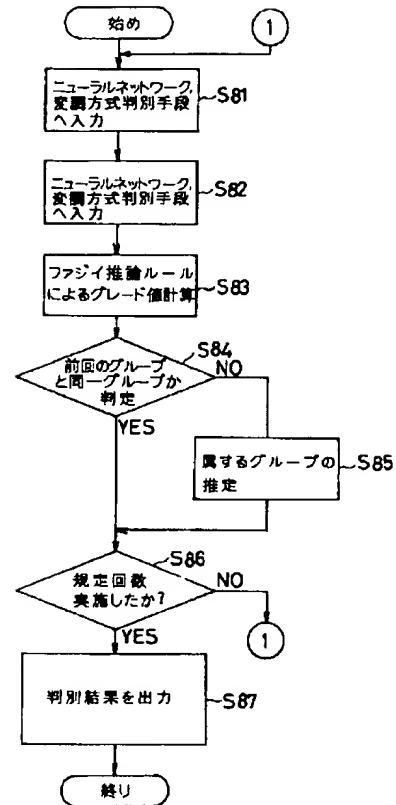 始め
1
ニューラルネットワーク,
変調方式判別手段
へ入力
S81
ニューラルネットワーク,
変調方式判別手段
へ入力
S82
ファジイ推論ルール
によるグレード値計算
S83
前回のグループ
と同一グループか
判定
S84
NO
YES
属するグループの
推定
S85
規定回数
実施したか?
S86
NO
YES
1
判別結果を出力
S87
終り